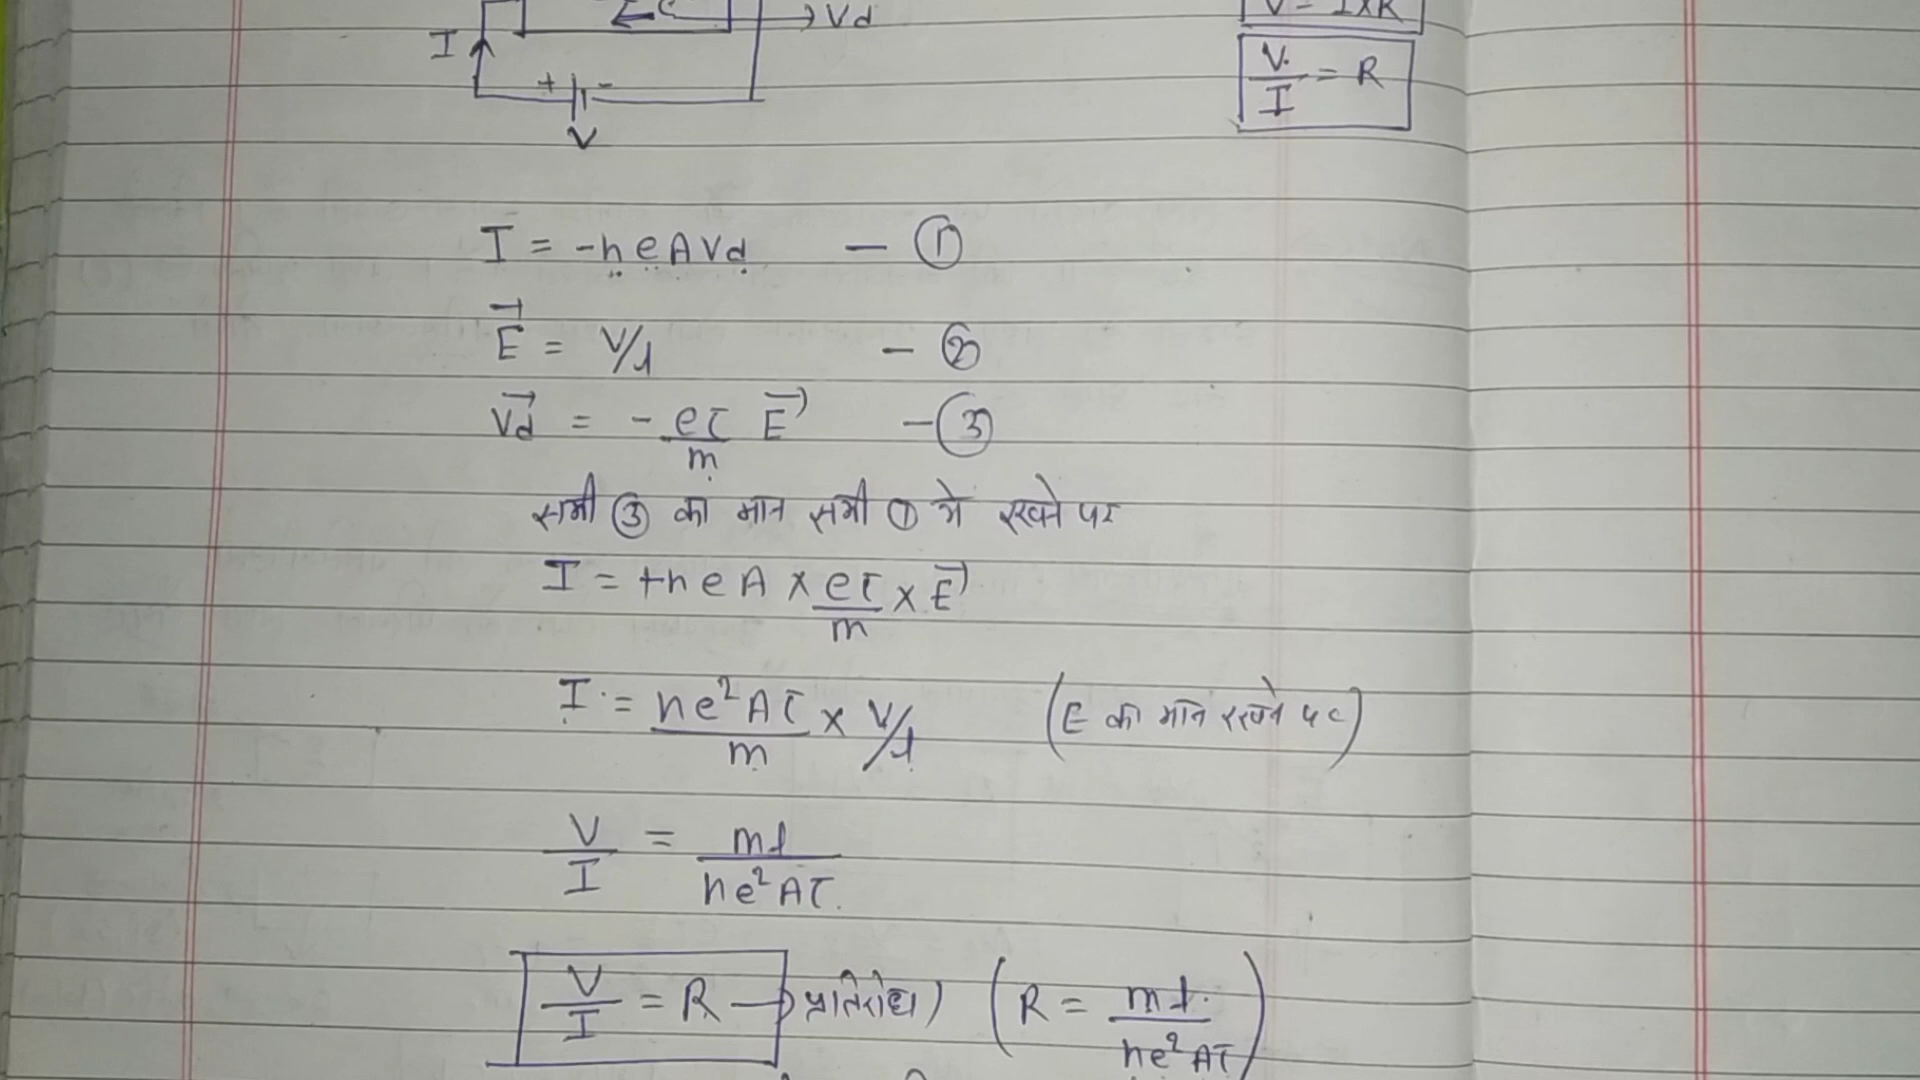 → Vd
V = I×R
I
V/I = R
+ -
V
I = -neAVd — ①
E⃗ = V/l — ②
V⃗d = - eτ/m E⃗ — ③
समी ③ का मान समी ① मे रखने पर
I = +neA × eτ/m × E⃗
I = ne²Aτ/m × V/l (E का मान रखने पर)
V/I = ml/ne²Aτ
V/I = R → प्रतिरोध) (R = ml/ne²Aτ)